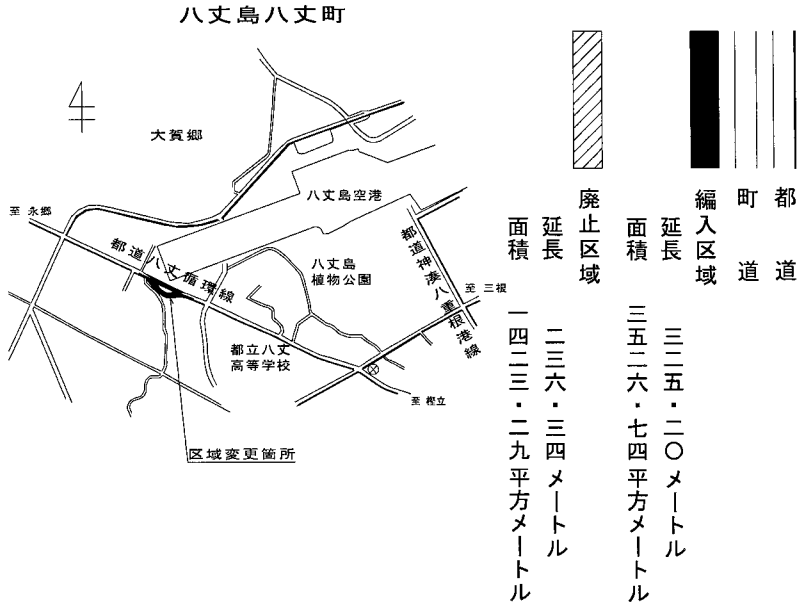 八丈島八丈町
大賀郷
八丈島空港
至 永郷
都道八丈循環線
八丈島
植物公園
都道神湊八重根港線
至 三根
都立八丈
高等学校
至 樫立
区域変更箇所
都道
町道
編入区域
延長 三二五・二〇メートル
面積 三五二六・七四平方メートル
廃止区域
延長 二三六・三四メートル
面積 一四二三・二九平方メートル